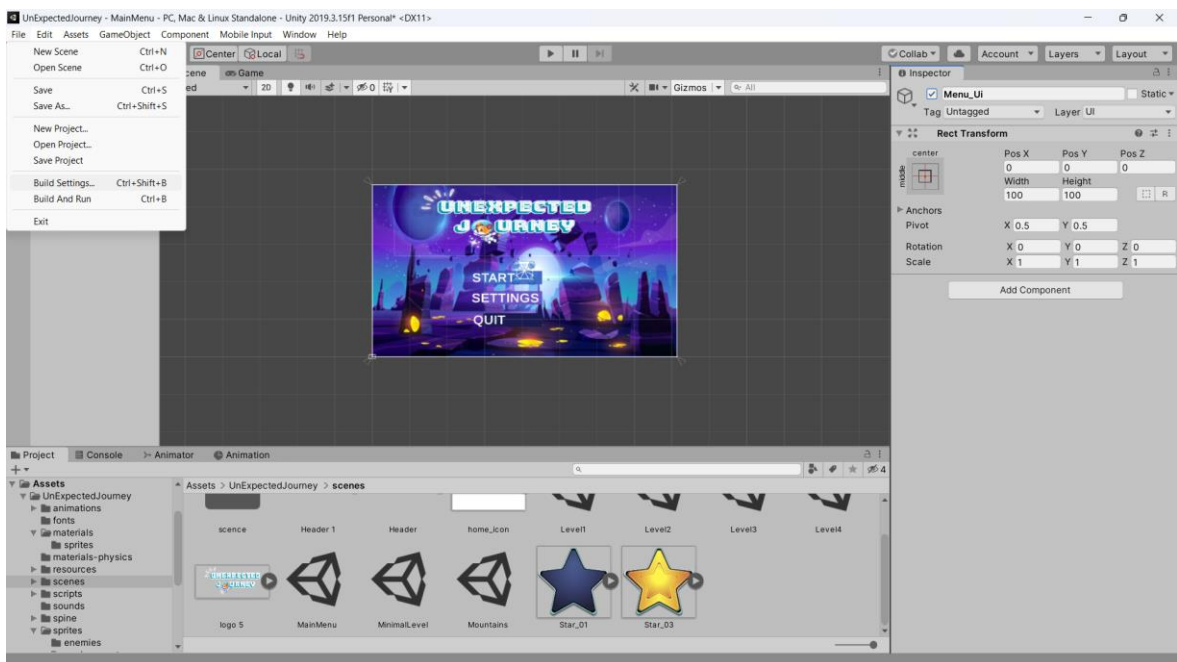 UnExpectedJourney - MainMenu - PC, Mac & Linux Standalone - Unity 2019.3.15f1 Personal* <DX11>
File Edit Assets GameObject Component Mobile Input Window Help
New Scene Ctrl+N
Open Scene Ctrl+O
Save Ctrl+S
Save As... Ctrl+Shift+S
New Project...
Open Project...
Save Project
Build Settings... Ctrl+Shift+B
Build And Run Ctrl+B
Exit
Center Local
Collab Account Layers Layout
cene Game
ed 2D 0 Gizmos All
UNEXPECTED
JOURNEY
START
SETTINGS
QUIT
Inspector
Menu_Ui Static
Tag Untagged Layer UI
Rect Transform
center Pos X Pos Y Pos Z
middle 0 0 0
Width Height
100 100 R
Anchors
Pivot X 0.5 Y 0.5
Rotation X 0 Y 0 Z 0
Scale X 1 Y 1 Z 1
Add Component
Project Console Animator Animation
4
Assets
UnExpectedJourney
animations
fonts
materials
sprites
materials-physics
resources
scenes
scripts
sounds
spine
sprites
enemies
Assets > UnExpectedJourney > scenes
scence Header 1 Header home_icon Level1 Level2 Level3 Level4
UNEXPECTED
JOURNEY
logo 5 MainMenu MinimalLevel Mountains Star_01 Star_03